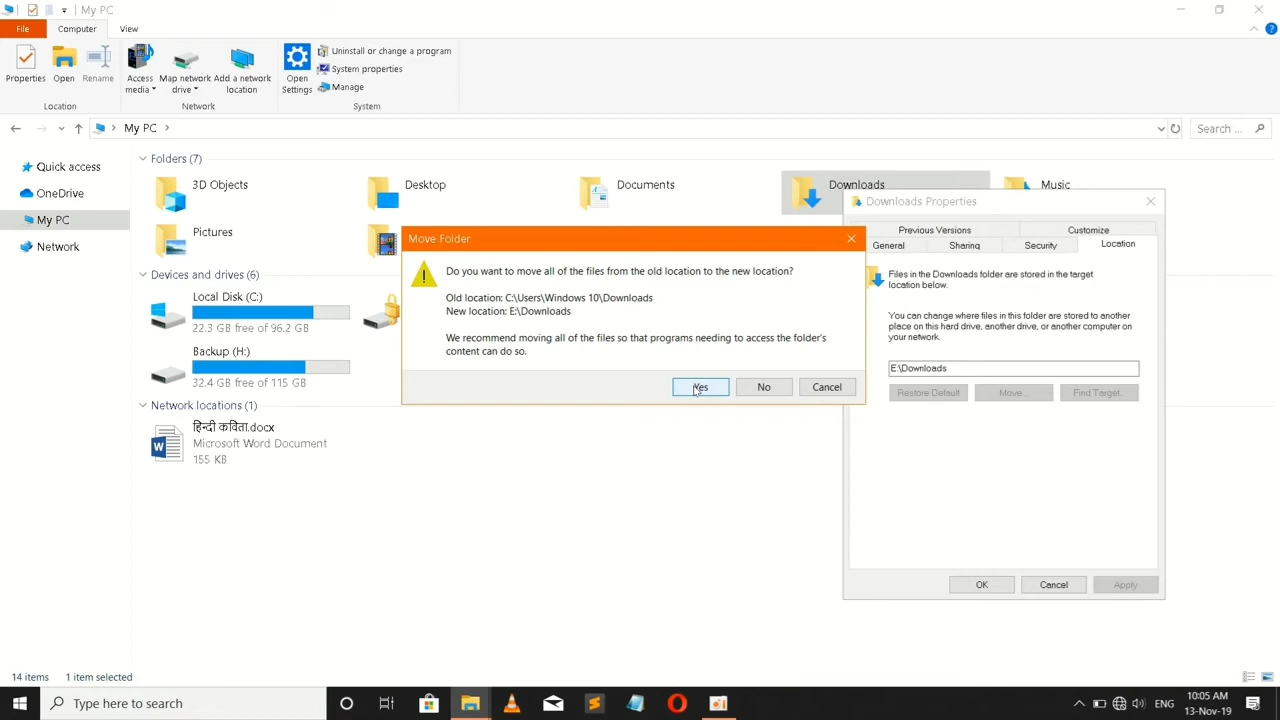 My PC
File
Computer
View
Properties
Open
Rename
Access media
Map network drive
Add a network location
Open Settings
Uninstall or change a program
System properties
Manage
Location
Network
System
My PC
Search ...
Quick access
OneDrive
My PC
Network
Folders (7)
3D Objects
Desktop
Documents
Downloads
Music
Pictures
Devices and drives (6)
Local Disk (C:)
22.3 GB free of 96.2 GB
Backup (H:)
32.4 GB free of 115 GB
Network locations (1)
हिन्दी कविता.docx
Microsoft Word Document
155 KB
Move Folder
Do you want to move all of the files from the old location to the new location?
Old location: C:\Users\Windows 10\Downloads
New location: E:\Downloads
We recommend moving all of the files so that programs needing to access the folder's
content can do so.
Yes
No
Cancel
Downloads Properties
Previous Versions
Customize
General
Sharing
Security
Location
Files in the Downloads folder are stored in the target
location below.
You can change where files in this folder are stored to another
place on this hard drive, another drive, or another computer on
your network.
E:\Downloads
Restore Default
Move...
Find Target...
OK
Cancel
Apply
14 items
1 item selected
Type here to search
ENG
10:05 AM
13-Nov-19